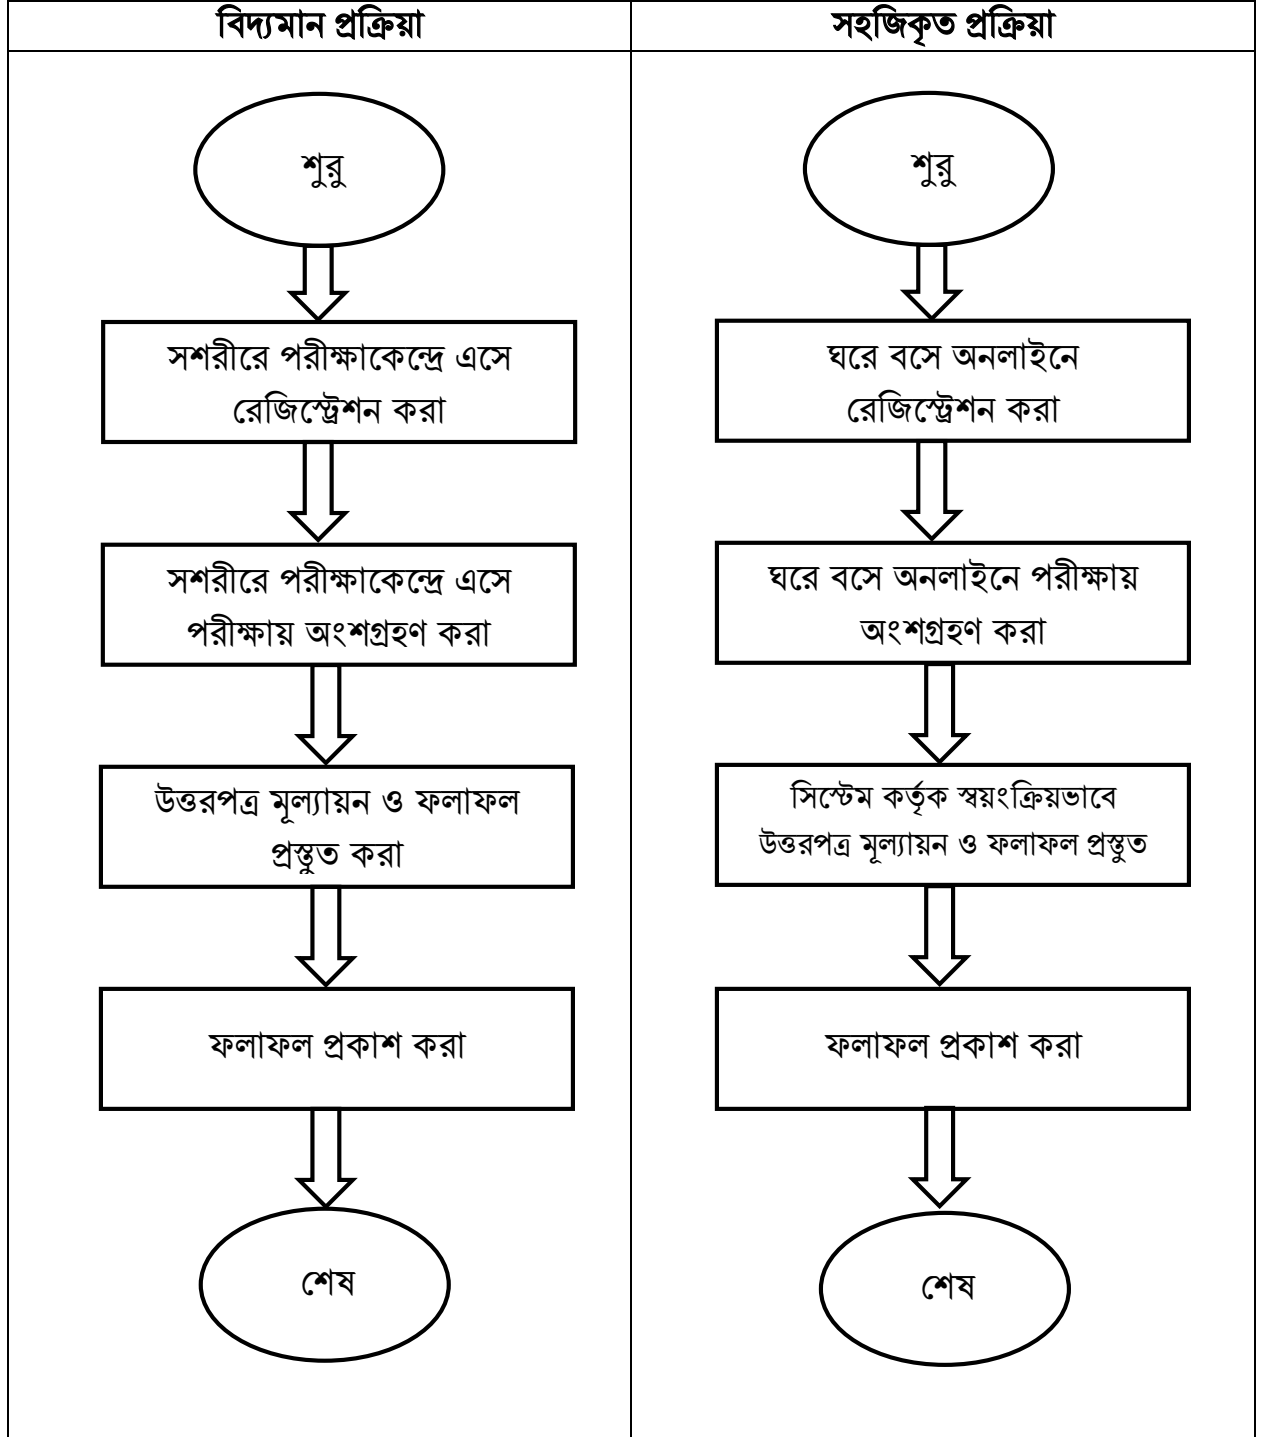 বিদ্যমান প্রক্রিয়া
শুরু
সশরীরে পরীক্ষাকেন্দ্রে এসে
রেজিস্ট্রেশন করা
সশরীরে পরীক্ষাকেন্দ্রে এসে
পরীক্ষায় অংশগ্রহণ করা
উত্তরপত্র মূল্যায়ন ও ফলাফল
প্রস্তুত করা
ফলাফল প্রকাশ করা
শেষ
সহজিকৃত প্রক্রিয়া
শুরু
ঘরে বসে অনলাইনে
রেজিস্ট্রেশন করা
ঘরে বসে অনলাইনে পরীক্ষায়
অংশগ্রহণ করা
সিস্টেম কর্তৃক স্বয়ংক্রিয়ভাবে
উত্তরপত্র মূল্যায়ন ও ফলাফল প্রস্তুত
ফলাফল প্রকাশ করা
শেষ